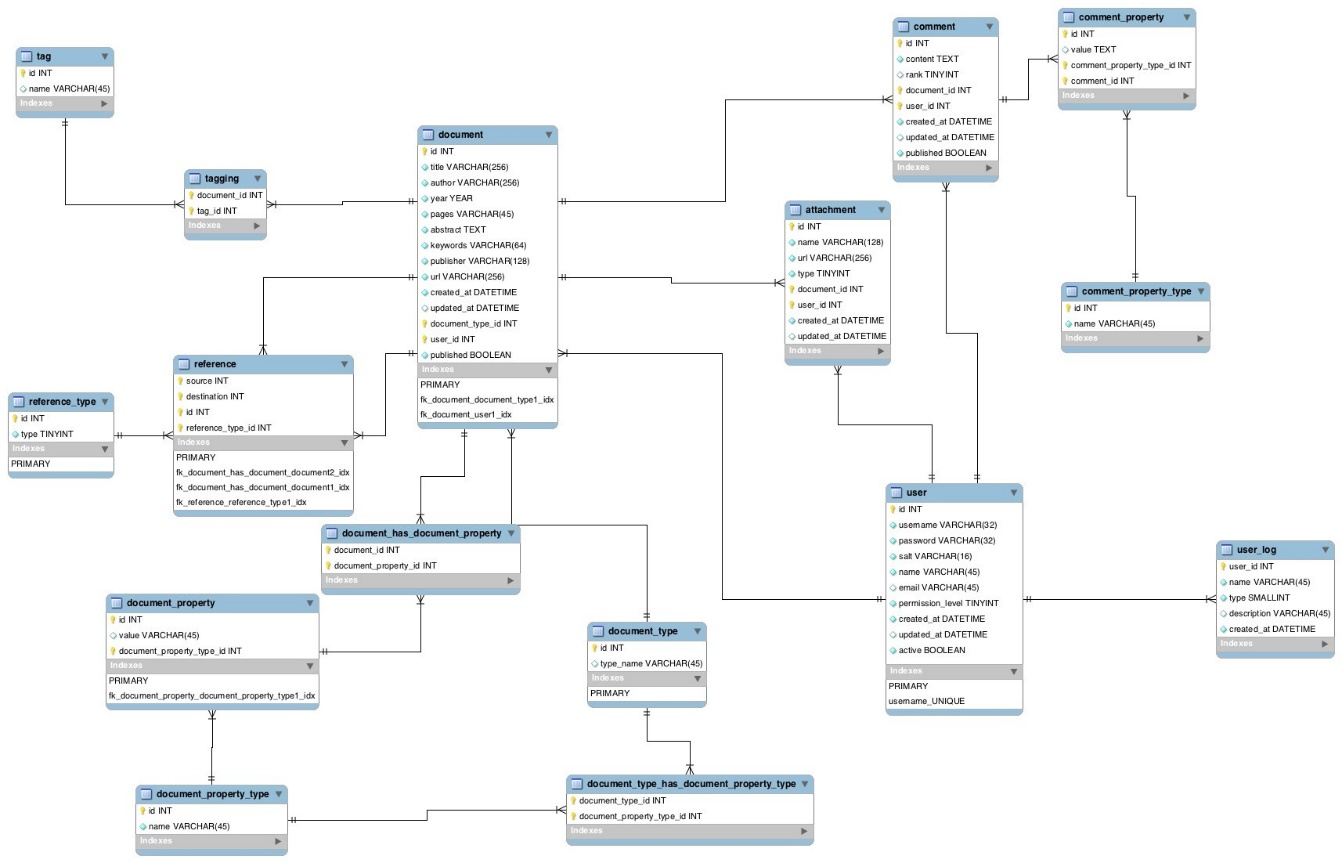 tag
id INT
name VARCHAR(45)
Indexes
tagging
document_id INT
tag_id INT
Indexes
document
id INT
title VARCHAR(256)
author VARCHAR(256)
year YEAR
pages VARCHAR(45)
abstract TEXT
keywords VARCHAR(64)
publisher VARCHAR(128)
url VARCHAR(256)
created_at DATETIME
updated_at DATETIME
document_type_id INT
user_id INT
published BOOLEAN
Indexes
PRIMARY
fk_document_document_type1_idx
fk_document_user1_idx
comment
id INT
content TEXT
rank TINYINT
document_id INT
user_id INT
created_at DATETIME
updated_at DATETIME
published BOOLEAN
Indexes
comment_property
id INT
value TEXT
comment_property_type_id INT
comment_id INT
Indexes
attachment
id INT
name VARCHAR(128)
url VARCHAR(256)
type TINYINT
document_id INT
user_id INT
created_at DATETIME
updated_at DATETIME
Indexes
comment_property_type
id INT
name VARCHAR(45)
Indexes
reference_type
id INT
type TINYINT
Indexes
PRIMARY
reference
source INT
destination INT
id INT
reference_type_id INT
Indexes
PRIMARY
fk_document_has_document_document2_idx
fk_document_has_document_document1_idx
fk_reference_reference_type1_idx
document_has_document_property
document_id INT
document_property_id INT
Indexes
user
id INT
username VARCHAR(32)
password VARCHAR(32)
salt VARCHAR(16)
name VARCHAR(45)
email VARCHAR(45)
permission_level TINYINT
created_at DATETIME
updated_at DATETIME
active BOOLEAN
Indexes
PRIMARY
username_UNIQUE
user_log
user_id INT
name VARCHAR(45)
type SMALLINT
description VARCHAR(45)
created_at DATETIME
Indexes
document_property
id INT
value VARCHAR(45)
document_property_type_id INT
Indexes
PRIMARY
fk_document_property_document_property_type1_idx
document_type
id INT
type_name VARCHAR(45)
Indexes
PRIMARY
document_property_type
id INT
name VARCHAR(45)
Indexes
document_type_has_document_property_type
document_type_id INT
document_property_type_id INT
Indexes